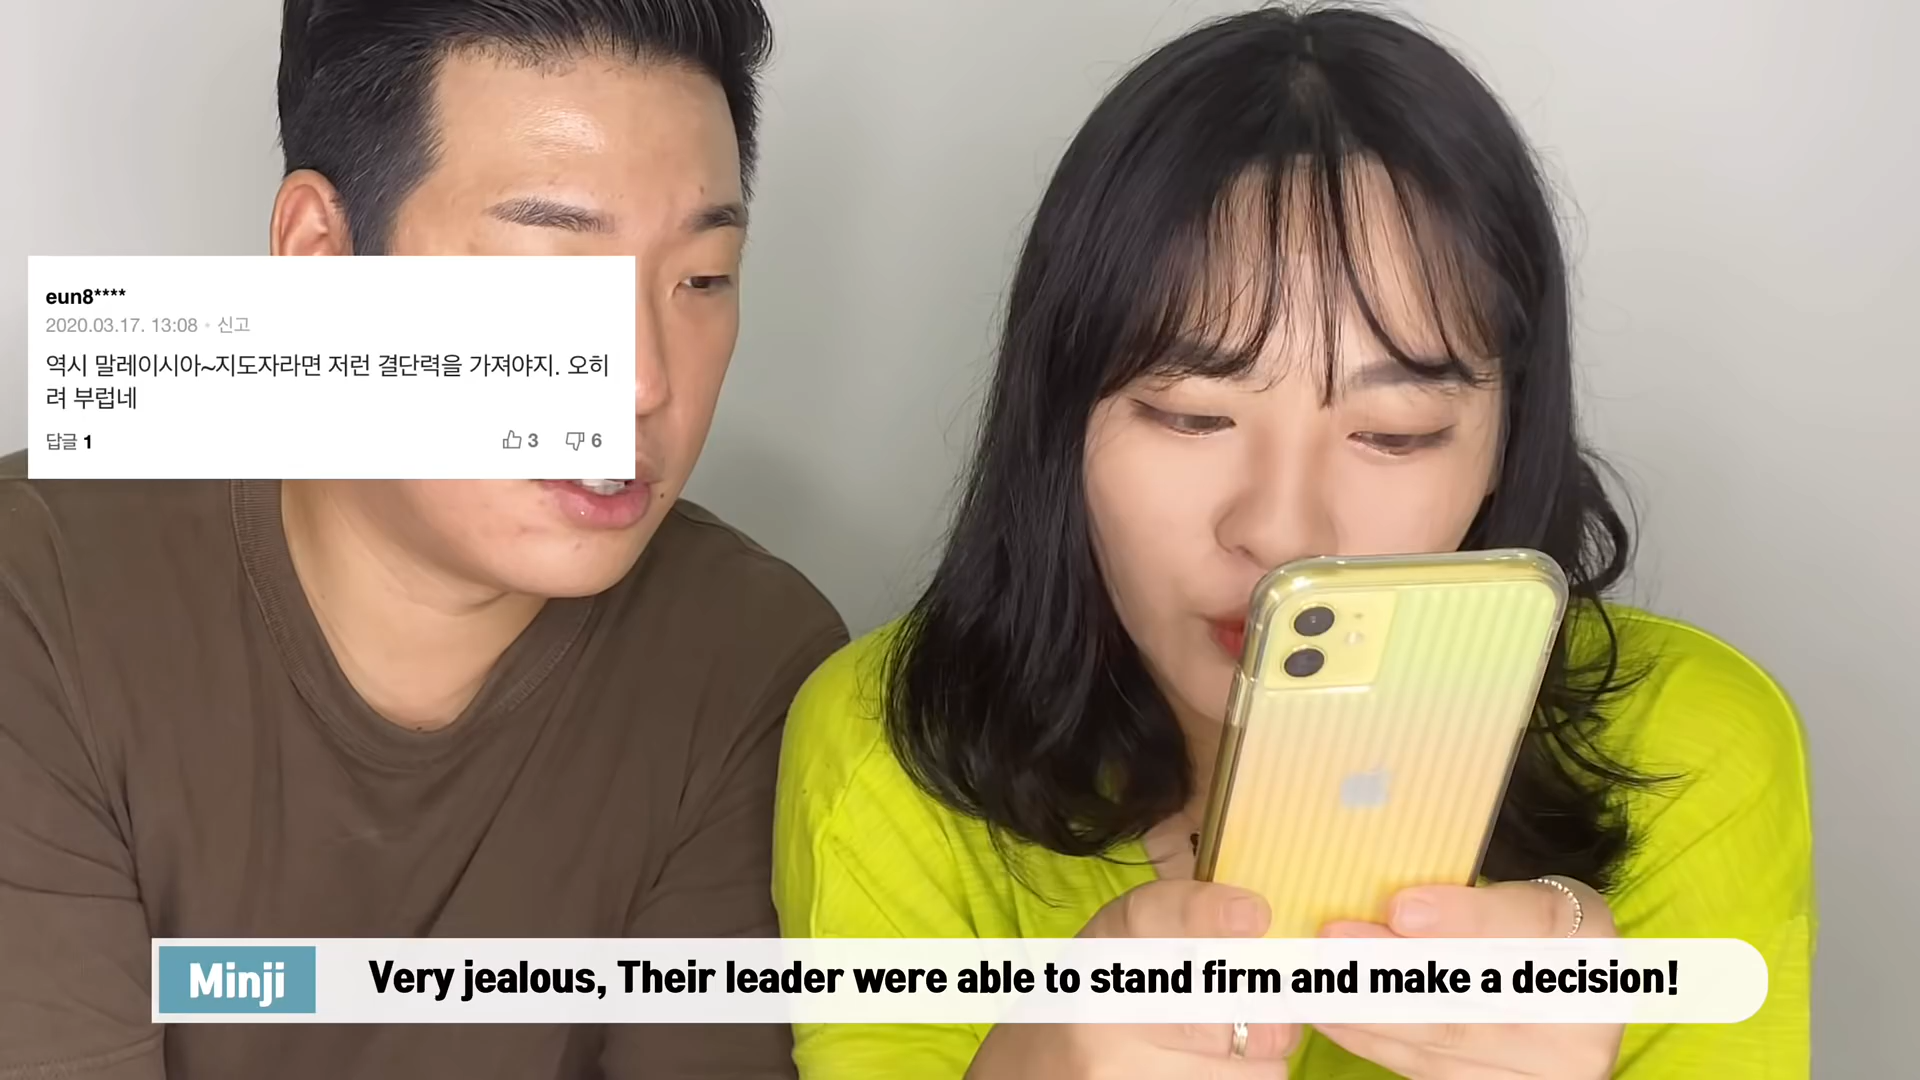 eun8****
2020.03.17. 13:08 • 신고
역시 말레이시아~지도자라면 저런 결단력을 가져야지. 오히
려 부럽네
답글 1
3 6
Minji Very jealous, Their leader were able to stand firm and make a decision!